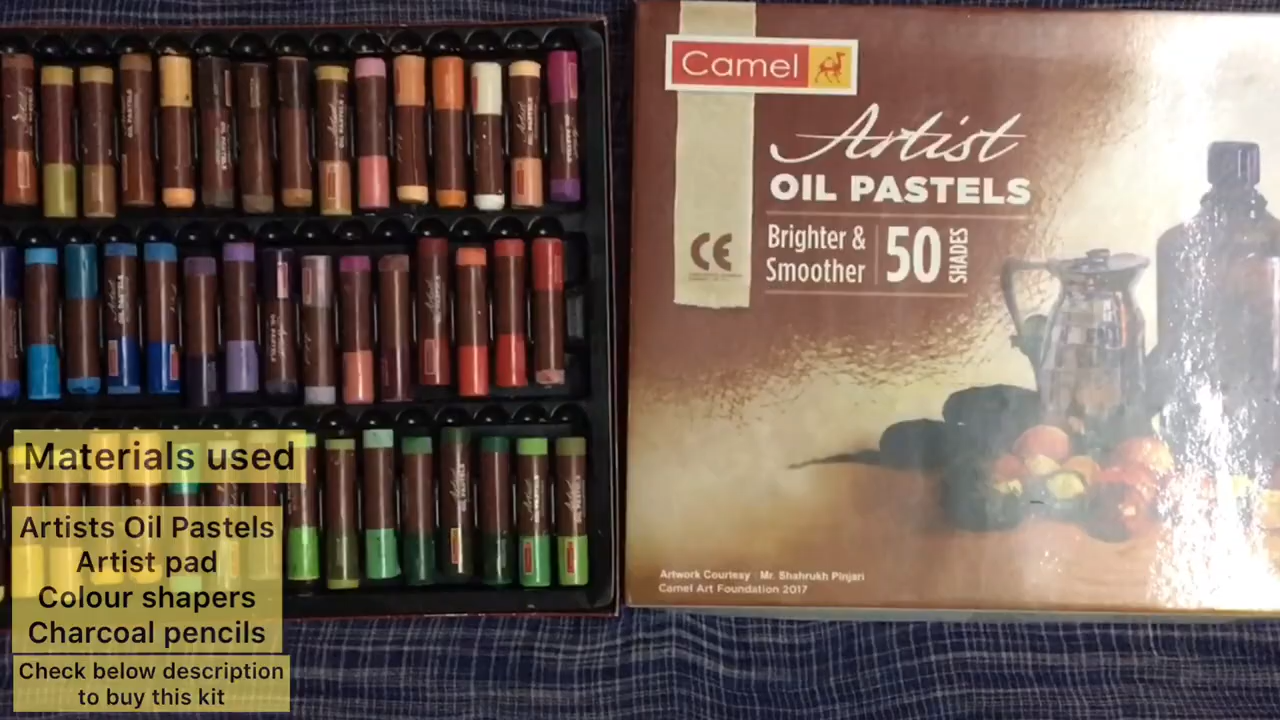 Camel
Artist
OIL PASTELS
Brighter &
Smoother
50
SHADES
CE
Artwork Courtesy : Mr. Shahrukh Pinjari
Camel Art Foundation 2017
Materials used
Artists Oil Pastels
Artist pad
Colour shapers
Charcoal pencils
Check below description
to buy this kit